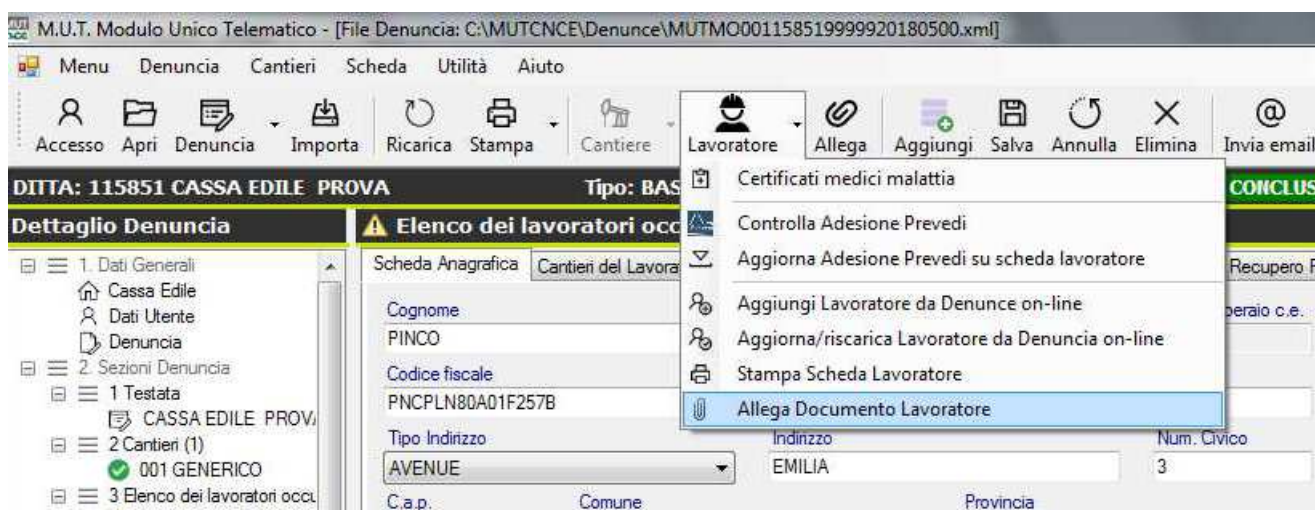 M.U.T. Modulo Unico Telematico - [File Denuncia: C:\MUTCNCE\Denunce\MUTMO001158519999920180500.xml]
Menu Denuncia Cantieri Scheda Utilità Aiuto
Accesso Apri Denuncia Importa Ricarica Stampa Cantiere Lavoratore Allega Aggiungi Salva Annulla Elimina Invia email
DITTA: 115851 CASSA EDILE PROVA Tipo: BAS CONCLUS
Dettaglio Denuncia
Elenco dei lavoratori occ
1. Dati Generali
Cassa Edile
Dati Utente
Denuncia
2. Sezioni Denuncia
1 Testata
CASSA EDILE PROV
2 Cantieri (1)
001 GENERICO
3 Elenco dei lavoratori occu
Scheda Anagrafica Cantieri del Lavora Recupero
Cognome peraio c.e.
PINCO
Codice fiscale
PNCPLN80A01F257B
Tipo Indirizzo Indirizzo Num. Civico
AVENUE EMILIA 3
C.a.p. Comune Provincia
Certificati medici malattia
Controlla Adesione Prevedi
Aggiorna Adesione Prevedi su scheda lavoratore
Aggiungi Lavoratore da Denunce on-line
Aggiorna/riscarica Lavoratore da Denuncia on-line
Stampa Scheda Lavoratore
Allega Documento Lavoratore